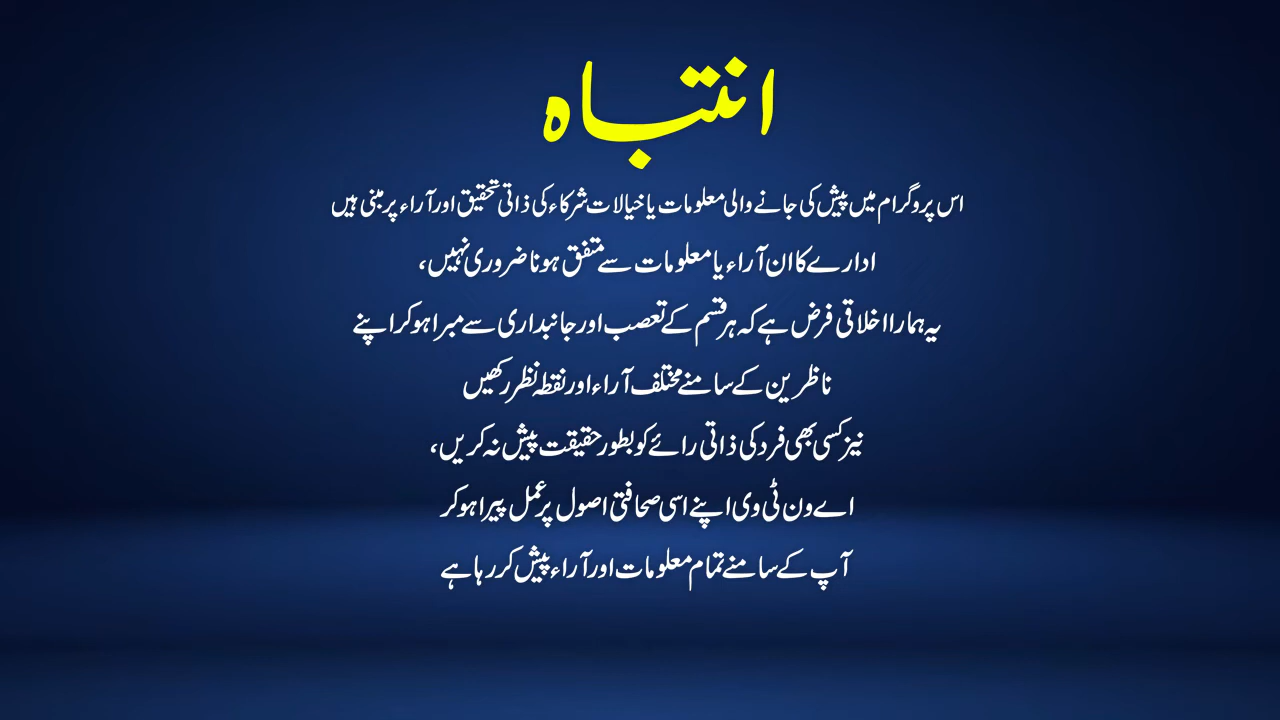 انتباہ
اس پروگرام میں پیش کی جانے والی معلومات یا خیالات شرکاء کی ذاتی تحقیق اور آراء پر مبنی ہیں
ادارے کا ان آراء یا معلومات سے متفق ہونا ضروری نہیں،
یہ ہمارا اخلاقی فرض ہے کہ ہر قسم کے تعصب اور جانبداری سے مبرا ہو کر اپنے
ناظرین کے سامنے مختلف آراء اور نقطہ نظر رکھیں
نیز کسی بھی فرد کی ذاتی رائے کو بطور حقیقت پیش نہ کریں،
اے ون ٹی وی اپنے اسی صحافتی اصول پر عمل پیرا ہو کر
آپ کے سامنے تمام معلومات اور آراء پیش کر رہا ہے